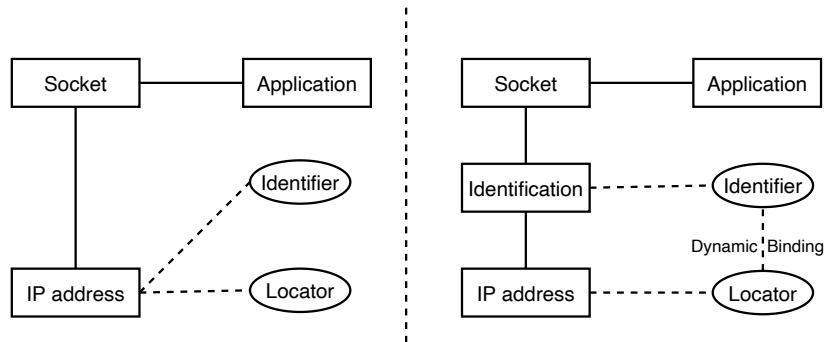 Socket
Application
Identifier
IP address
Locator
Socket
Application
Identification
Identifier
Dynamic Binding
IP address
Locator